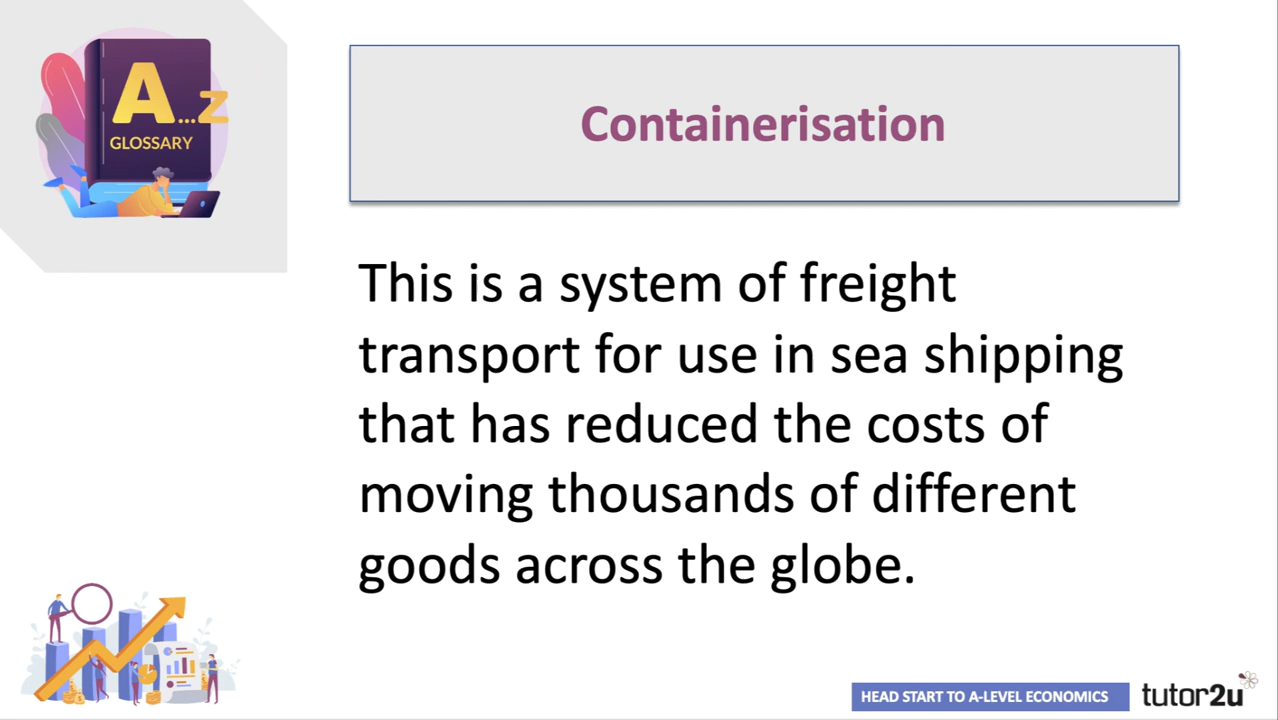 A...Z
GLOSSARY
Containerisation
This is a system of freight
transport for use in sea shipping
that has reduced the costs of
moving thousands of different
goods across the globe.
HEAD START TO A-LEVEL ECONOMICS
tutor2u